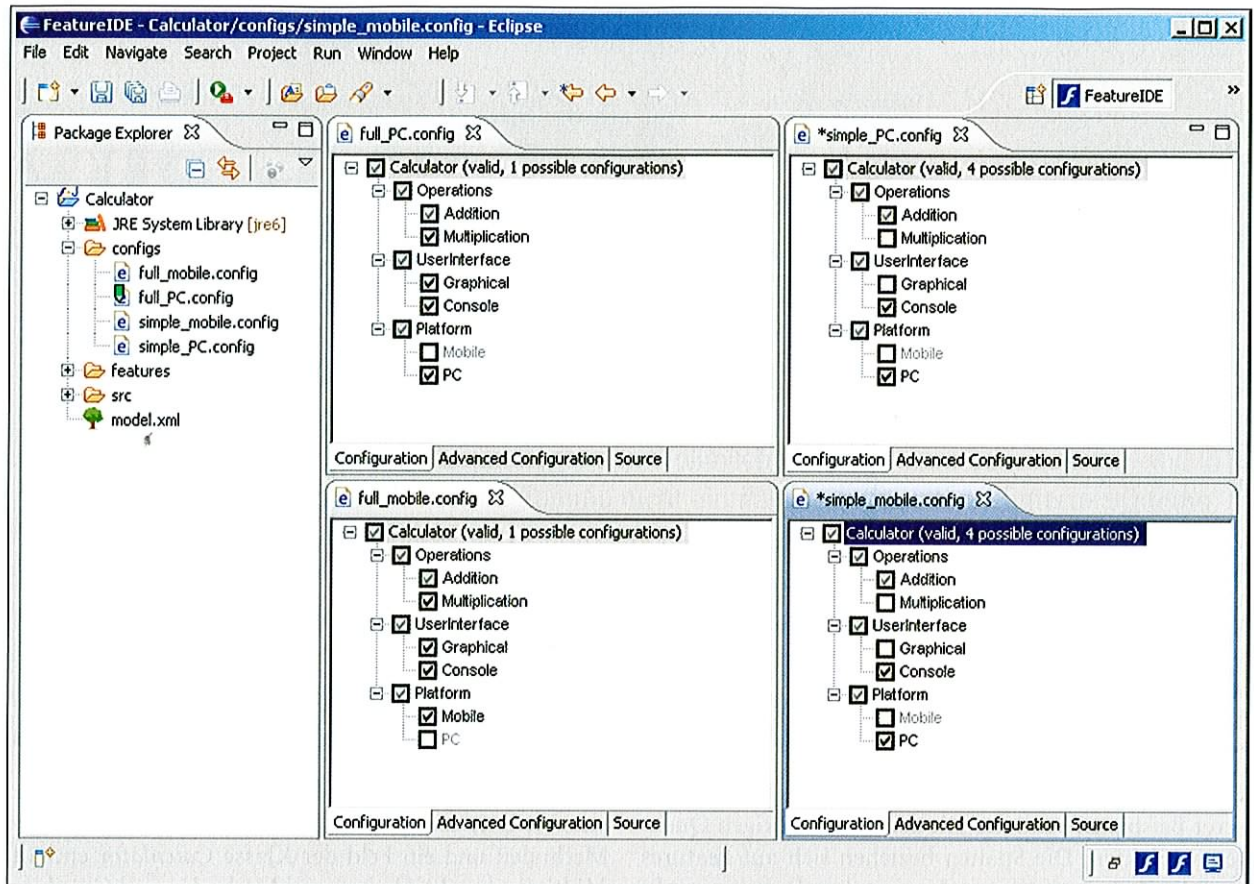 FeatureIDE - Calculator/configs/simple_mobile.config - Eclipse
File Edit Navigate Search Project Run Window Help
FeatureIDE »
Package Explorer
Calculator
JRE System Library [jre6]
configs
full_mobile.config
full_PC.config
simple_mobile.config
simple_PC.config
features
src
model.xml
full_PC.config
Calculator (valid, 1 possible configurations)
Operations
Addition
Multiplication
UserInterface
Graphical
Console
Platform
Mobile
PC
Configuration Advanced Configuration Source
*simple_PC.config
Calculator (valid, 4 possible configurations)
Operations
Addition
Multiplication
UserInterface
Graphical
Console
Platform
Mobile
PC
Configuration Advanced Configuration Source
full_mobile.config
Calculator (valid, 1 possible configurations)
Operations
Addition
Multiplication
UserInterface
Graphical
Console
Platform
Mobile
PC
Configuration Advanced Configuration Source
*simple_mobile.config
Calculator (valid, 4 possible configurations)
Operations
Addition
Multiplication
UserInterface
Graphical
Console
Platform
Mobile
PC
Configuration Advanced Configuration Source